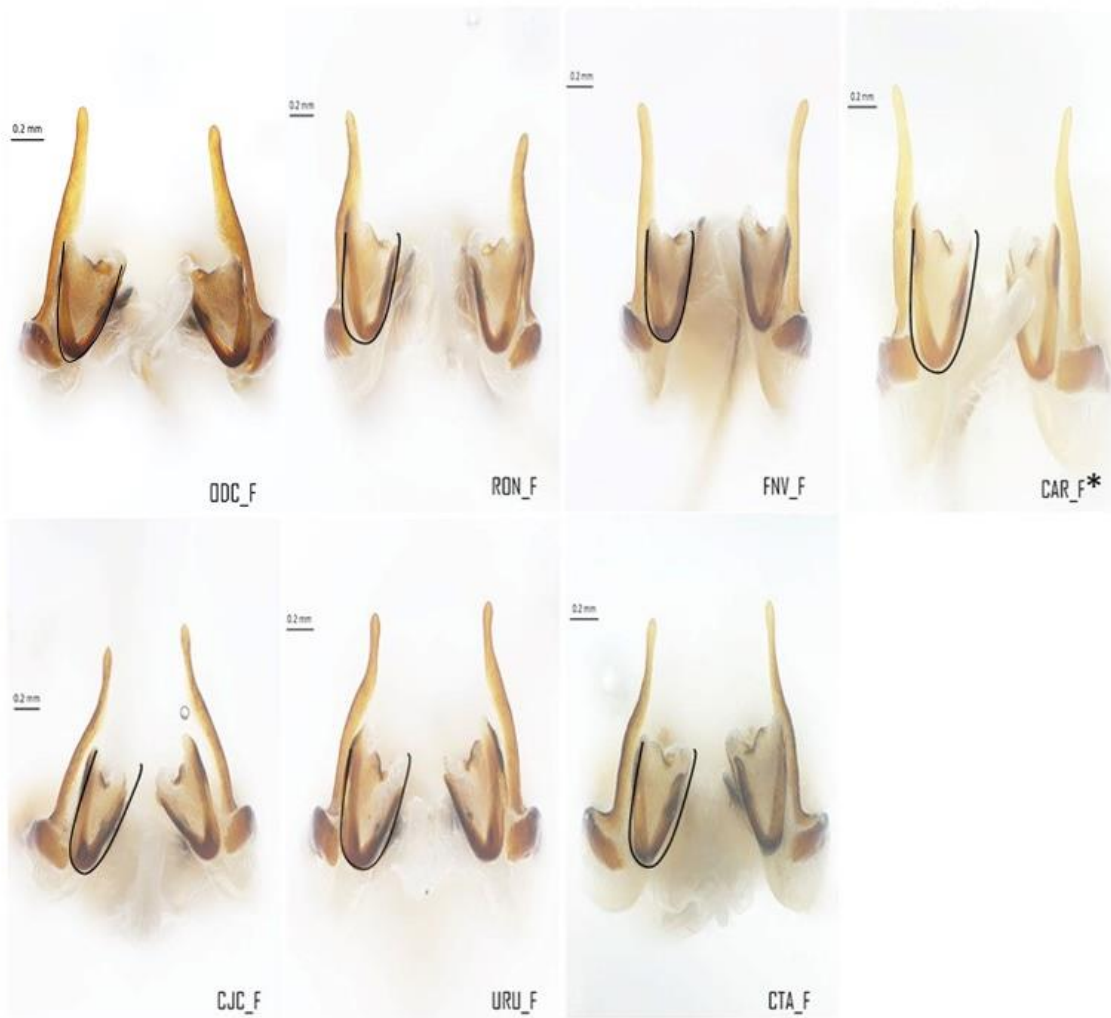 0.2 mm
0.2 mm
0.2 mm
0.2 mm
ODC_F
RON_F
FNV_F
CAR_F*
0.2 mm
0.2 mm
0.2 mm
CJC_F
URU_F
CTA_F